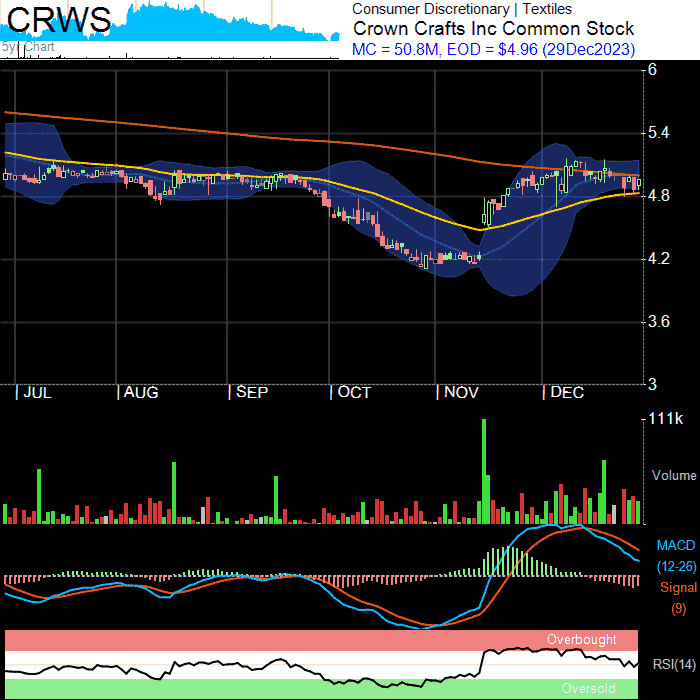 CRWS
5yr Chart
Consumer Discretionary | Textiles
Crown Crafts Inc Common Stock
MC = 50.8M, EOD = $4.96 (29Dec2023)
6
5.4
4.8
4.2
3.6
3
| JUL | AUG | SEP | OCT | NOV | DEC
111k
Volume
MACD
(12-26)
Signal
(9)
Overbought
RSI(14)
Oversold